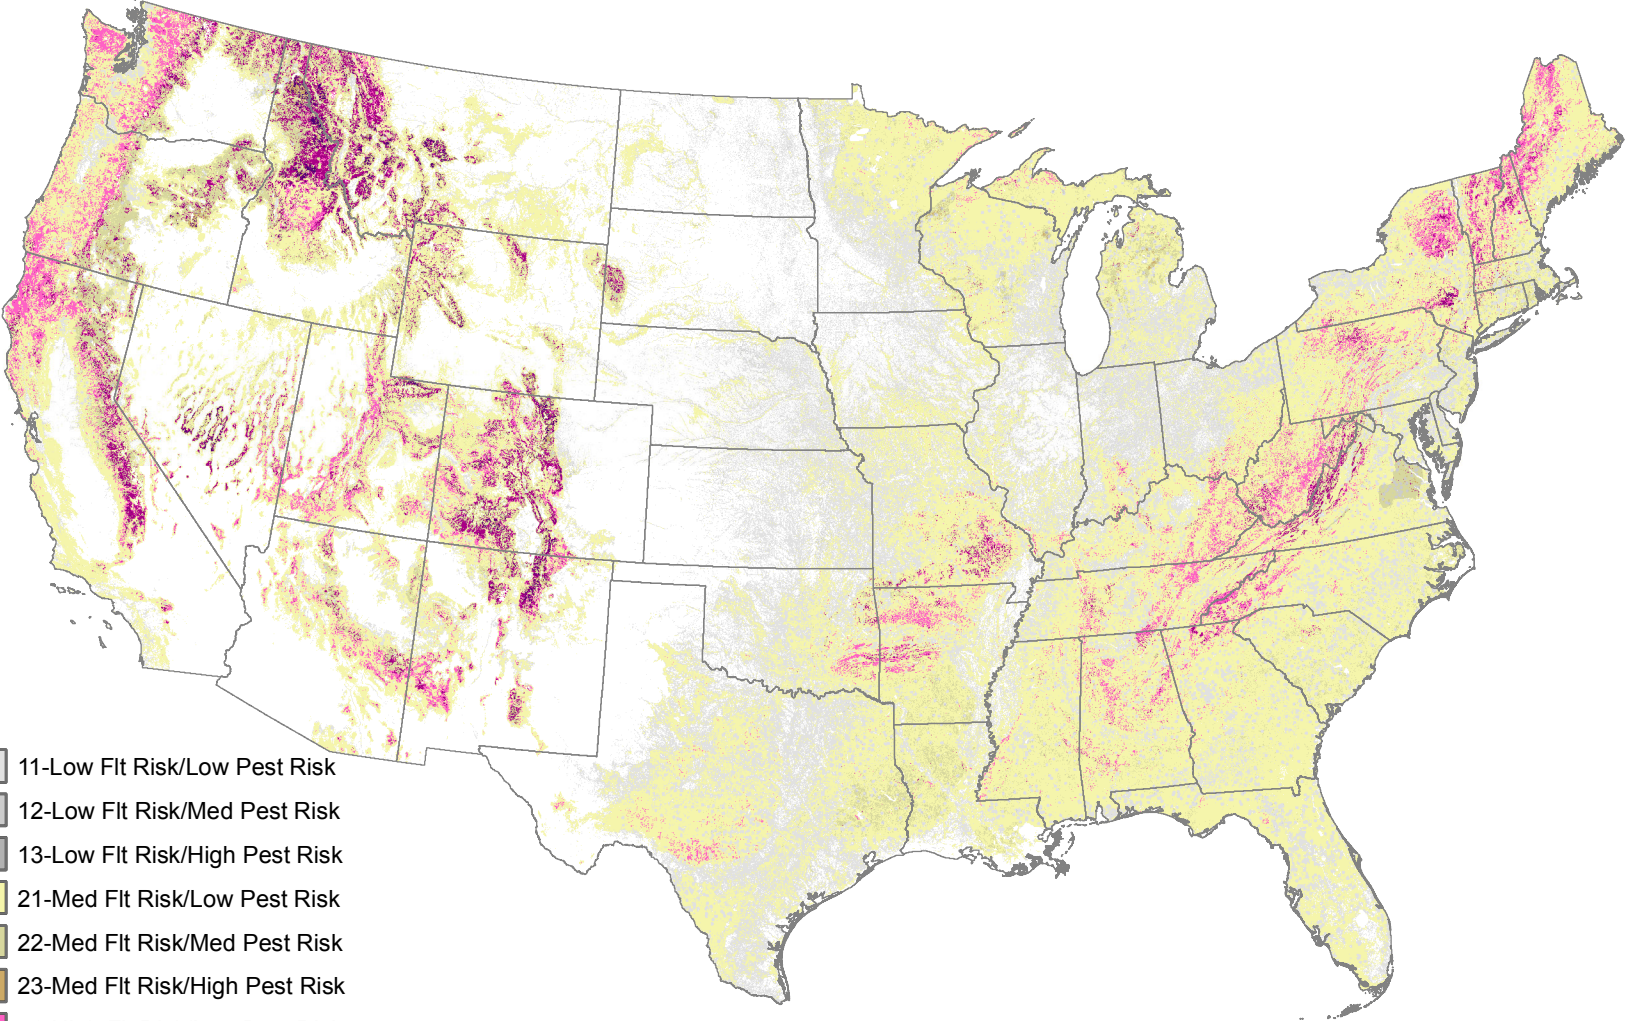 11-Low Flt Risk/Low Pest Risk
12-Low Flt Risk/Med Pest Risk
13-Low Flt Risk/High Pest Risk
21-Med Flt Risk/Low Pest Risk
22-Med Flt Risk/Med Pest Risk
23-Med Flt Risk/High Pest Risk